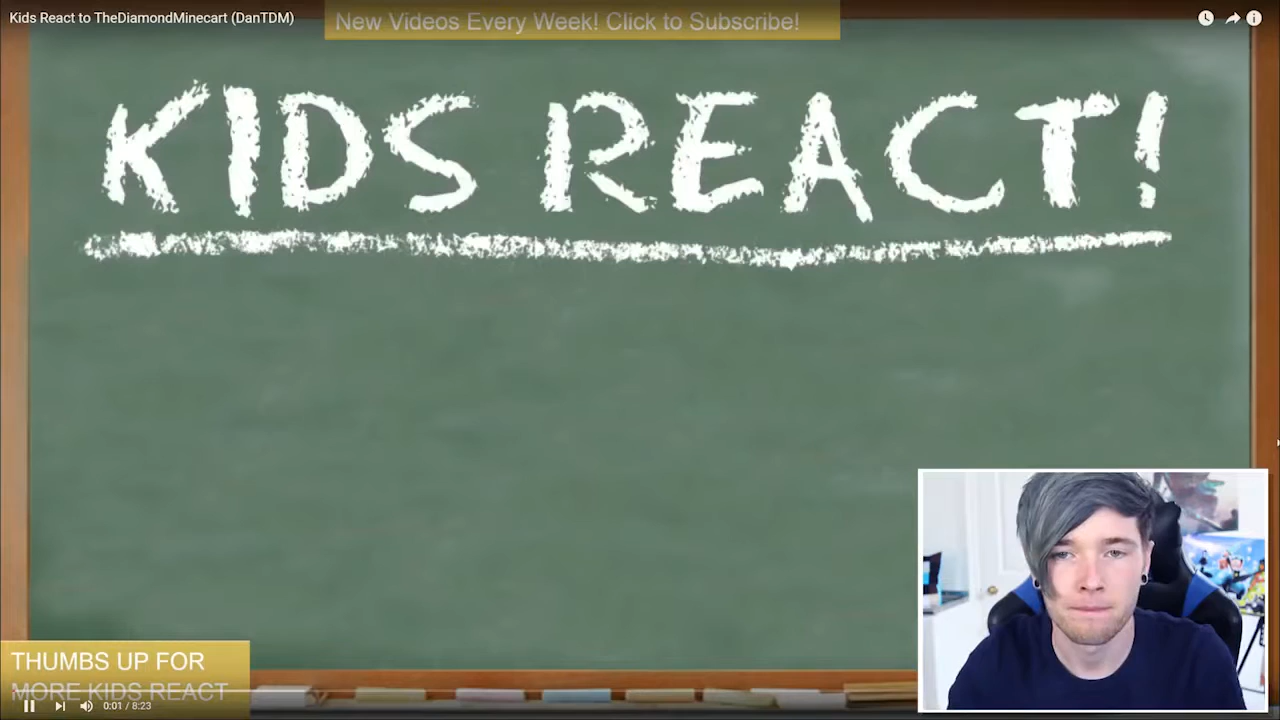 Kids React to TheDiamondMinecart (DanTDM)
New Videos Every Week! Click to Subscribe!
KIDS REACT!
THUMBS UP FOR
MORE KIDS REACT
0:01 / 8:23